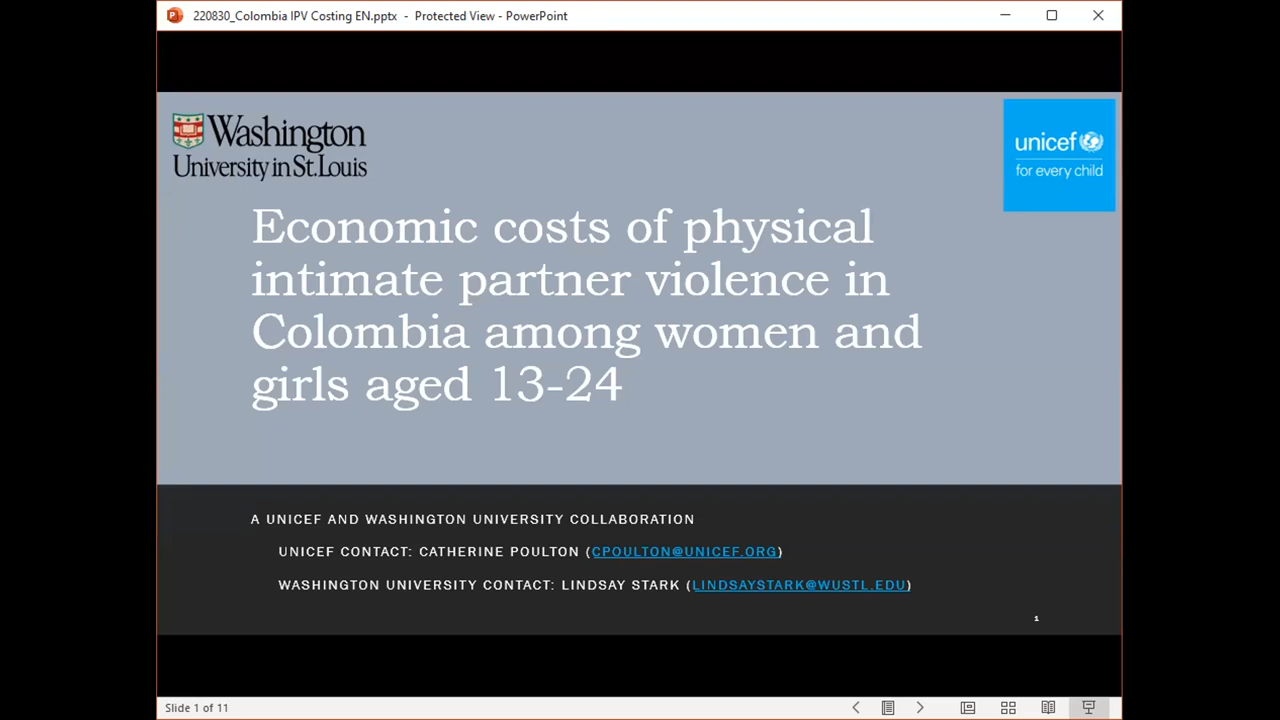 220830_Colombia IPV Costing EN.pptx - Protected View - PowerPoint
Washington
University in St. Louis
unicef
for every child
Economic costs of physical
intimate partner violence in
Colombia among women and
girls aged 13-24
A UNICEF AND WASHINGTON UNIVERSITY COLLABORATION
UNICEF CONTACT: CATHERINE POULTON (CPOULTON@UNICEF.ORG)
WASHINGTON UNIVERSITY CONTACT: LINDSAY STARK (LINDSAYSTARK@WUSTL.EDU)
1
Slide 1 of 11